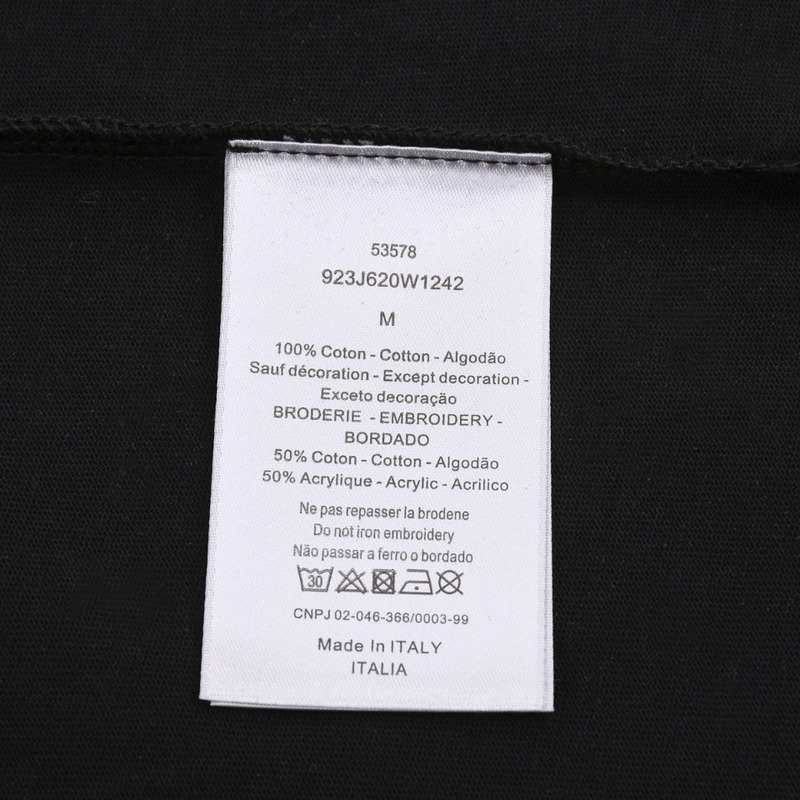 53578
923J620W1242
M
100% Coton - Cotton - Algodão
Sauf décoration - Except decoration -
Exceto decoração
BRODERIE - EMBROIDERY -
BORDADO
50% Coton - Cotton - Algodão
50% Acrylique - Acrylic - Acrilico
Ne pas repasser la brodene
Do not iron embroidery
Não passar a ferro o bordado
30
CNPJ 02-046-366/0003-99
Made In ITALY
ITALIA